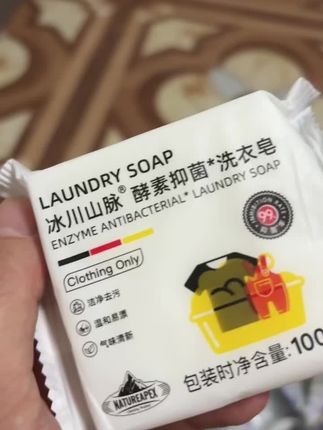 LAUNDRY SOAP
冰川山脉® 酵素抑菌*洗衣皂
ENZYME ANTIBACTERIAL* LAUNDRY SOAP
Clothing Only
洁净去污
温和易漂
气味清新
99
NATUREAPEX
包装时净含量:100